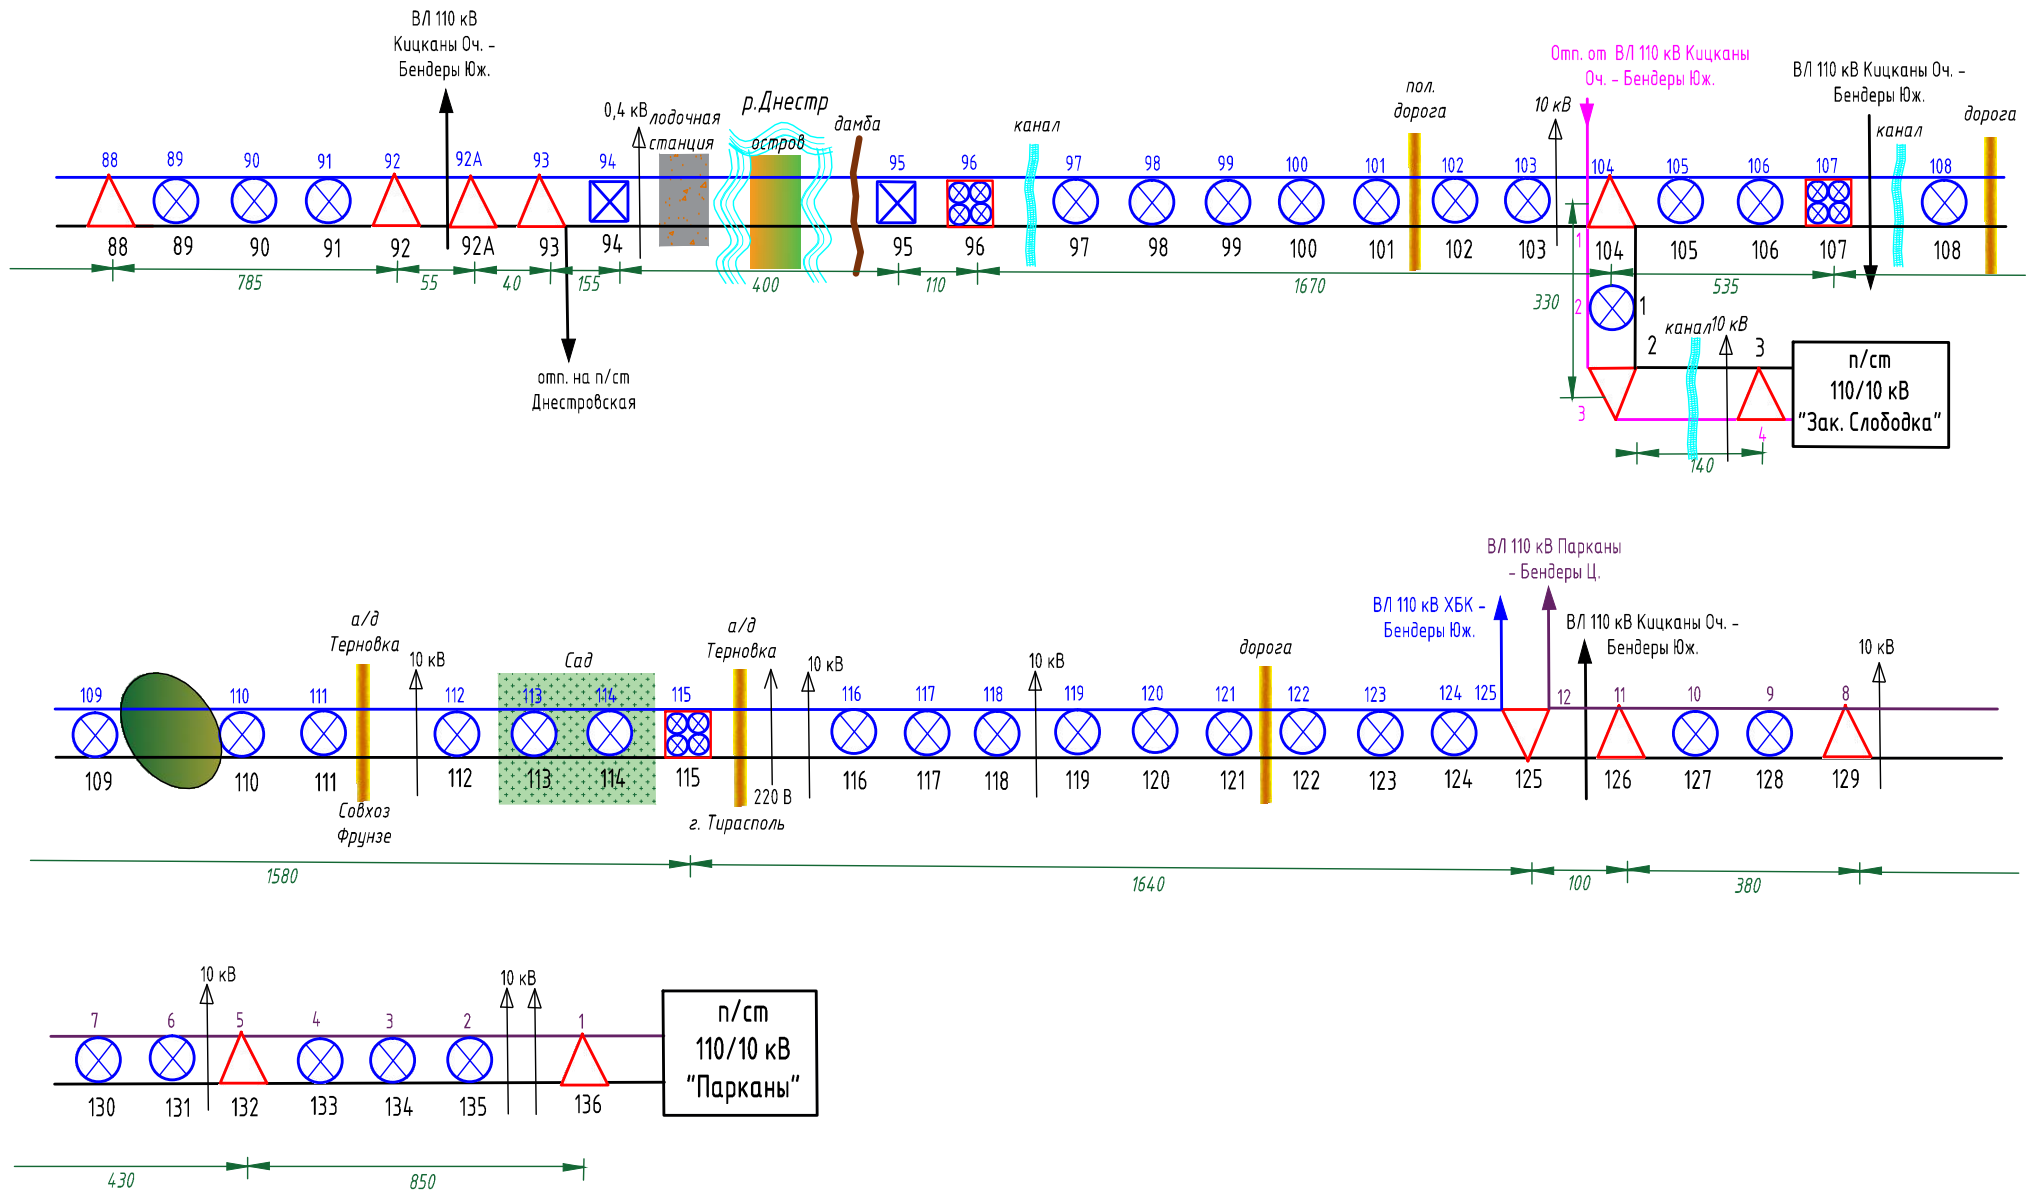 ВЛ 110 кВ
Кицканы Оч. -
Бендеры Юж.
0,4 кВ
лодочная
станция
р.Днестр
остров
дамба
канал
пол.
дорога
10 кВ
Отп. от ВЛ 110 кВ Кицканы
Оч. - Бендеры Юж.
ВЛ 110 кВ Кицканы Оч. -
Бендеры Юж.
канал
дорога
88 89 90 91 92 92А 93 94 95 96 97 98 99 100 101 102 103 104 105 106 107 108
88 89 90 91 92 92А 93 94 95 96 97 98 99 100 101 102 103 1 104 105 106 107 108
785 55 40 155 400 110 1670 535
330 2 1
отп. на п/ст
Днестровская
канал 10 кВ
2 3
3 4
140
п/ст
110/10 кВ
"Зак. Слободка"
ВЛ 110 кВ Парканы
- Бендеры Ц.
ВЛ 110 кВ ХБК -
Бендеры Юж.
ВЛ 110 кВ Кицканы Оч. -
Бендеры Юж.
а/д
Терновка
10 кВ
Сад
а/д
Терновка
10 кВ
10 кВ
дорога
10 кВ
109 110 111 112 113 114 115 116 117 118 119 120 121 122 123 124 125 12 11 10 9 8
109 110 111 112 113 114 115 116 117 118 119 120 121 122 123 124 125 126 127 128 129
Совхоз
Фрунзе
220 В
г. Тирасполь
1580 1640 100 380
10 кВ
10 кВ
7 6 5 4 3 2 1
130 131 132 133 134 135 136
п/ст
110/10 кВ
"Парканы"
430 850